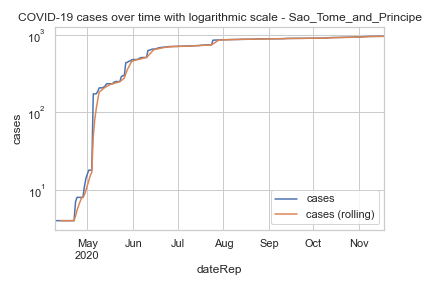 COVID-19 cases over time with logarithmic scale - Sao_Tome_and_Principe
10³
10²
10¹
cases
cases
cases (rolling)
May Jun Jul Aug Sep Oct Nov
2020
dateRep